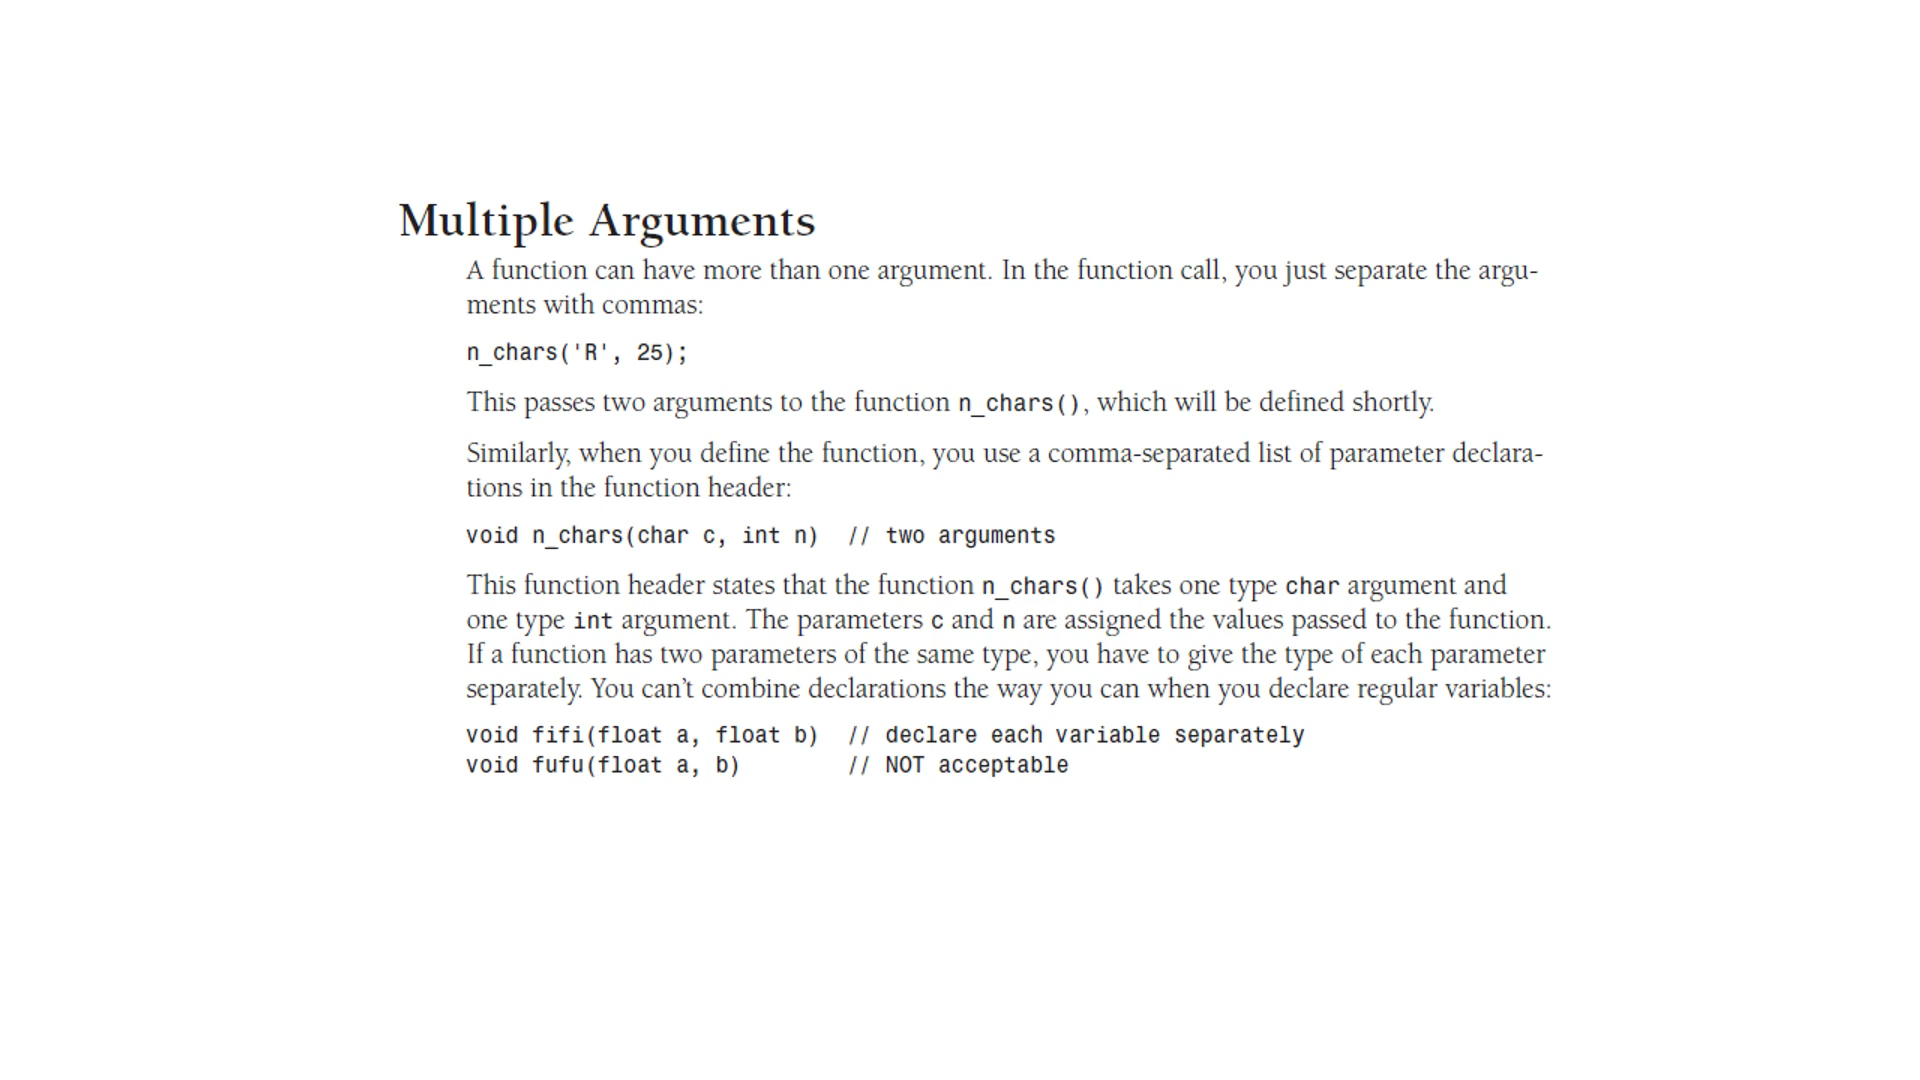 Multiple Arguments
A function can have more than one argument. In the function call, you just separate the argu-
ments with commas:
n_chars('R', 25);
This passes two arguments to the function n_chars(), which will be defined shortly.
Similarly, when you define the function, you use a comma-separated list of parameter declara-
tions in the function header:
void n_chars(char c, int n)  // two arguments
This function header states that the function n_chars() takes one type char argument and
one type int argument. The parameters c and n are assigned the values passed to the function.
If a function has two parameters of the same type, you have to give the type of each parameter
separately. You can’t combine declarations the way you can when you declare regular variables:
void fifi(float a, float b)  // declare each variable separately
void fufu(float a, b)        // NOT acceptable